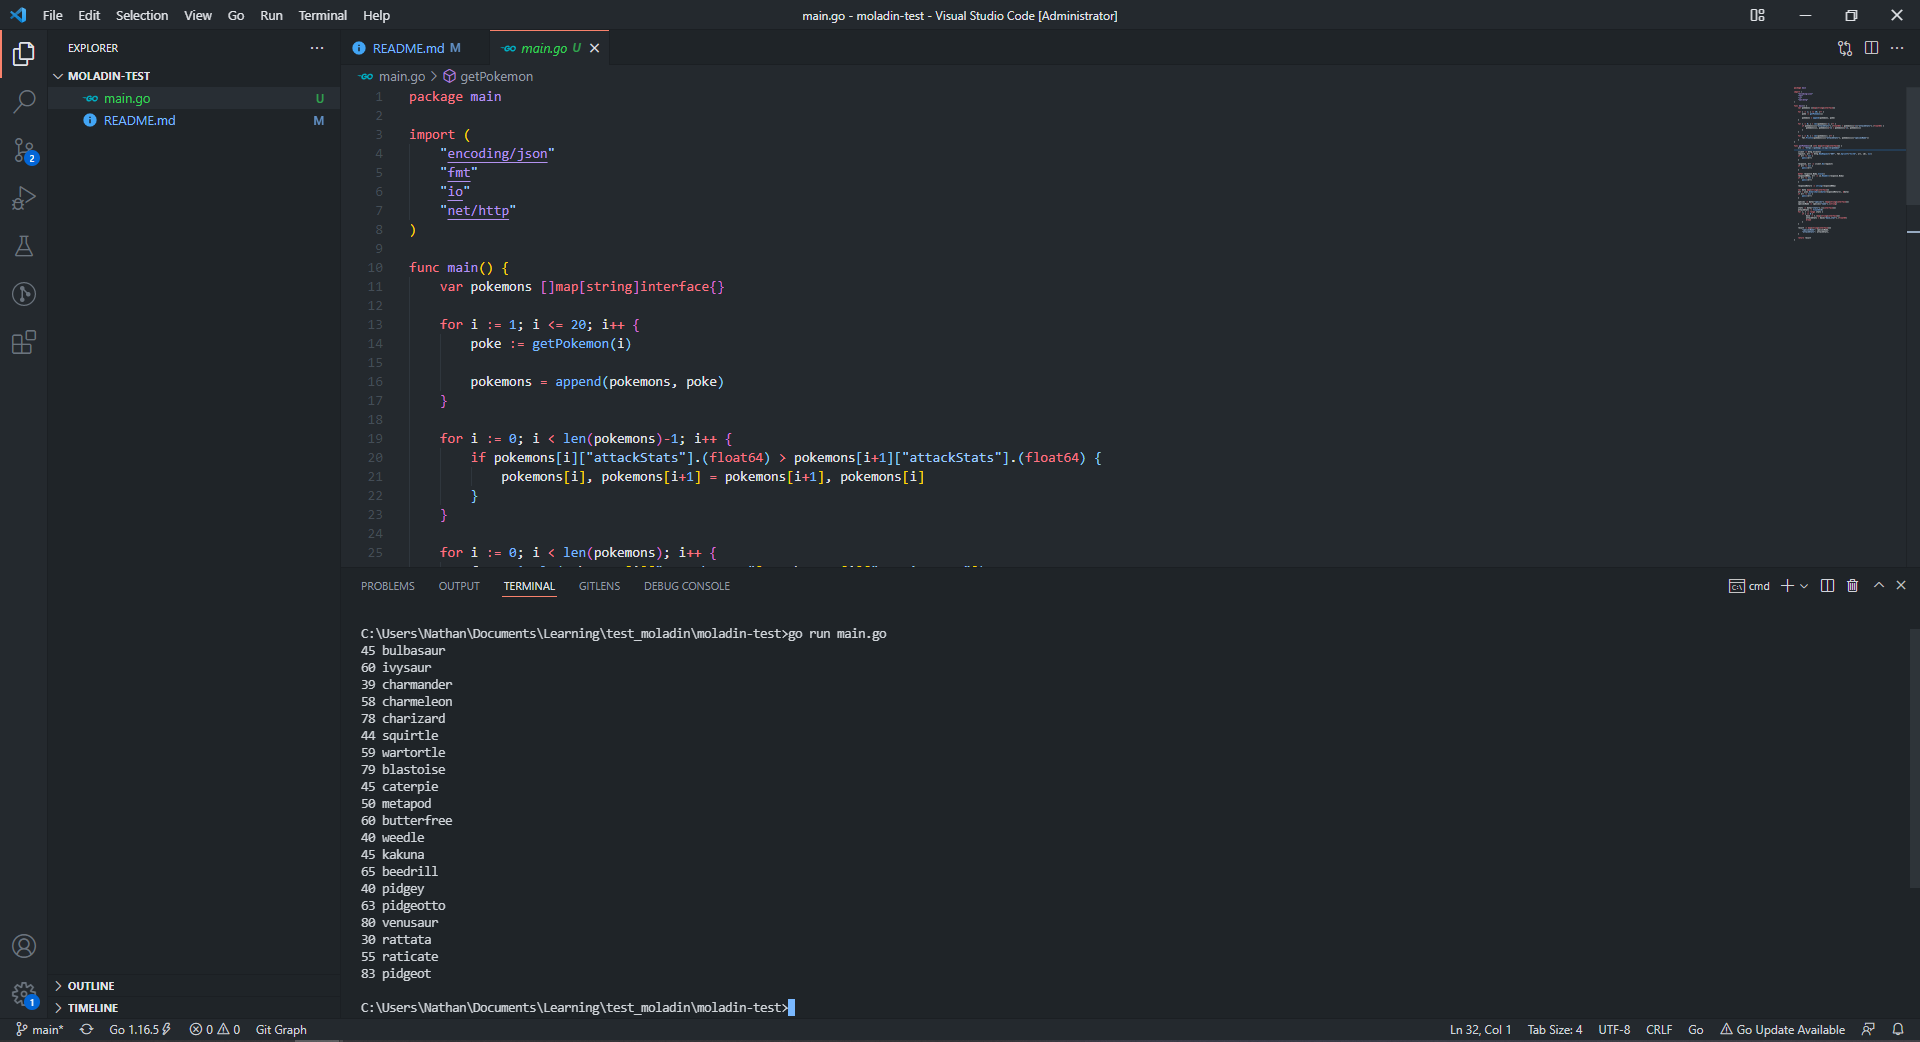 File Edit Selection View Go Run Terminal Help
main.go - moladin-test - Visual Studio Code [Administrator]
EXPLORER
MOLADIN-TEST
main.go U
README.md M
OUTLINE
TIMELINE
2
1
README.md M
main.go U
main.go > getPokemon
1 package main
2
3 import (
4 "encoding/json"
5 "fmt"
6 "io"
7 "net/http"
8 )
9
10 func main() {
11 var pokemons []map[string]interface{}
12
13 for i := 1; i <= 20; i++ {
14 poke := getPokemon(i)
15
16 pokemons = append(pokemons, poke)
17 }
18
19 for i := 0; i < len(pokemons)-1; i++ {
20 if pokemons[i]["attackStats"].(float64) > pokemons[i+1]["attackStats"].(float64) {
21 pokemons[i], pokemons[i+1] = pokemons[i+1], pokemons[i]
22 }
23 }
24
25 for i := 0; i < len(pokemons); i++ {
PROBLEMS OUTPUT TERMINAL GITLENS DEBUG CONSOLE
cmd
C:\Users\Nathan\Documents\Learning\test_moladin\moladin-test>go run main.go
45 bulbasaur
60 ivysaur
39 charmander
58 charmeleon
78 charizard
44 squirtle
59 wartortle
79 blastoise
45 caterpie
50 metapod
60 butterfree
40 weedle
45 kakuna
65 beedrill
40 pidgey
63 pidgeotto
80 venusaur
30 rattata
55 raticate
83 pidgeot
C:\Users\Nathan\Documents\Learning\test_moladin\moladin-test>
main* Go 1.16.5 0 0 Git Graph
Ln 32, Col 1 Tab Size: 4 UTF-8 CRLF Go Go Update Available